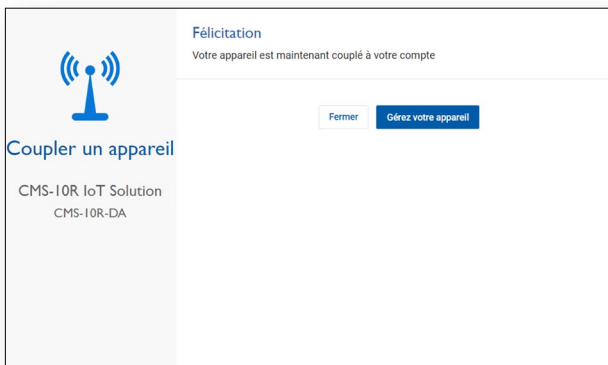 Félicitation
Votre appareil est maintenant couplé à votre compte
Fermer
Gérez votre appareil
Coupler un appareil
CMS-10R IoT Solution
CMS-10R-DA